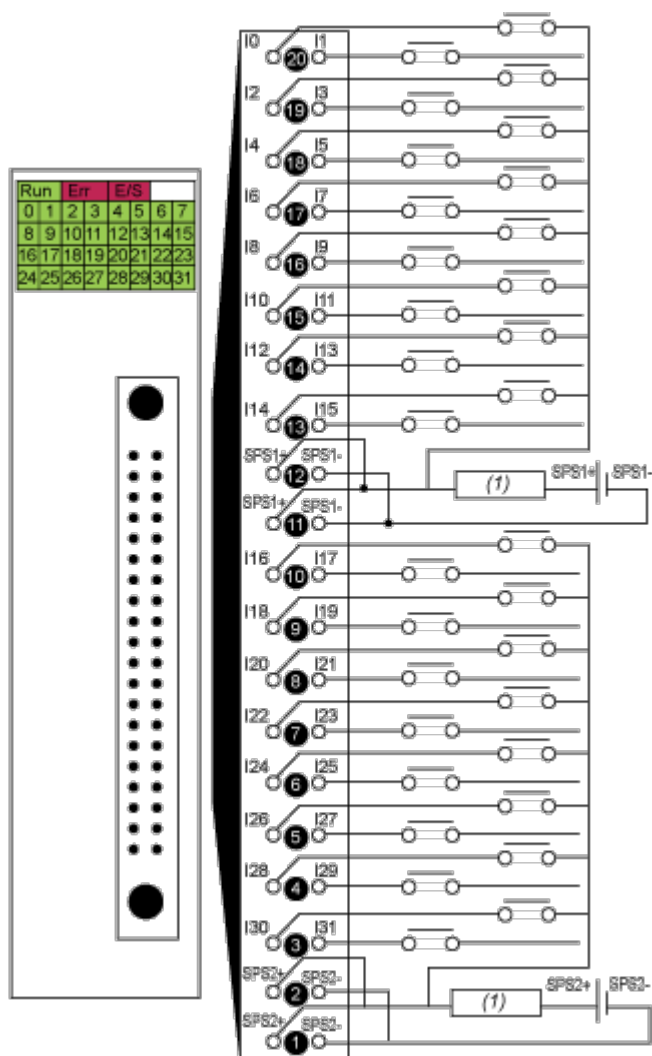 Run Err E/S
0 1 2 3 4 5 6 7
8 9 10 11 12 13 14 15
16 17 18 19 20 21 22 23
24 25 26 27 28 29 30 31
I0 I1
20
I2 I3
19
I4 I5
18
I6 I7
17
I8 I9
16
I10 I11
15
I12 I13
14
I14 I15
13
SPS1+ SPS1-
12
(1) SPS1+ SPS1-
SPS1+ SPS1-
11
I16 I17
10
I18 I19
9
I20 I21
8
I22 I23
7
I24 I25
6
I26 I27
5
I28 I29
4
I30 I31
3
SPS2+ SPS2-
2
(1) SPS2+ SPS2-
SPS2+ SPS2-
1